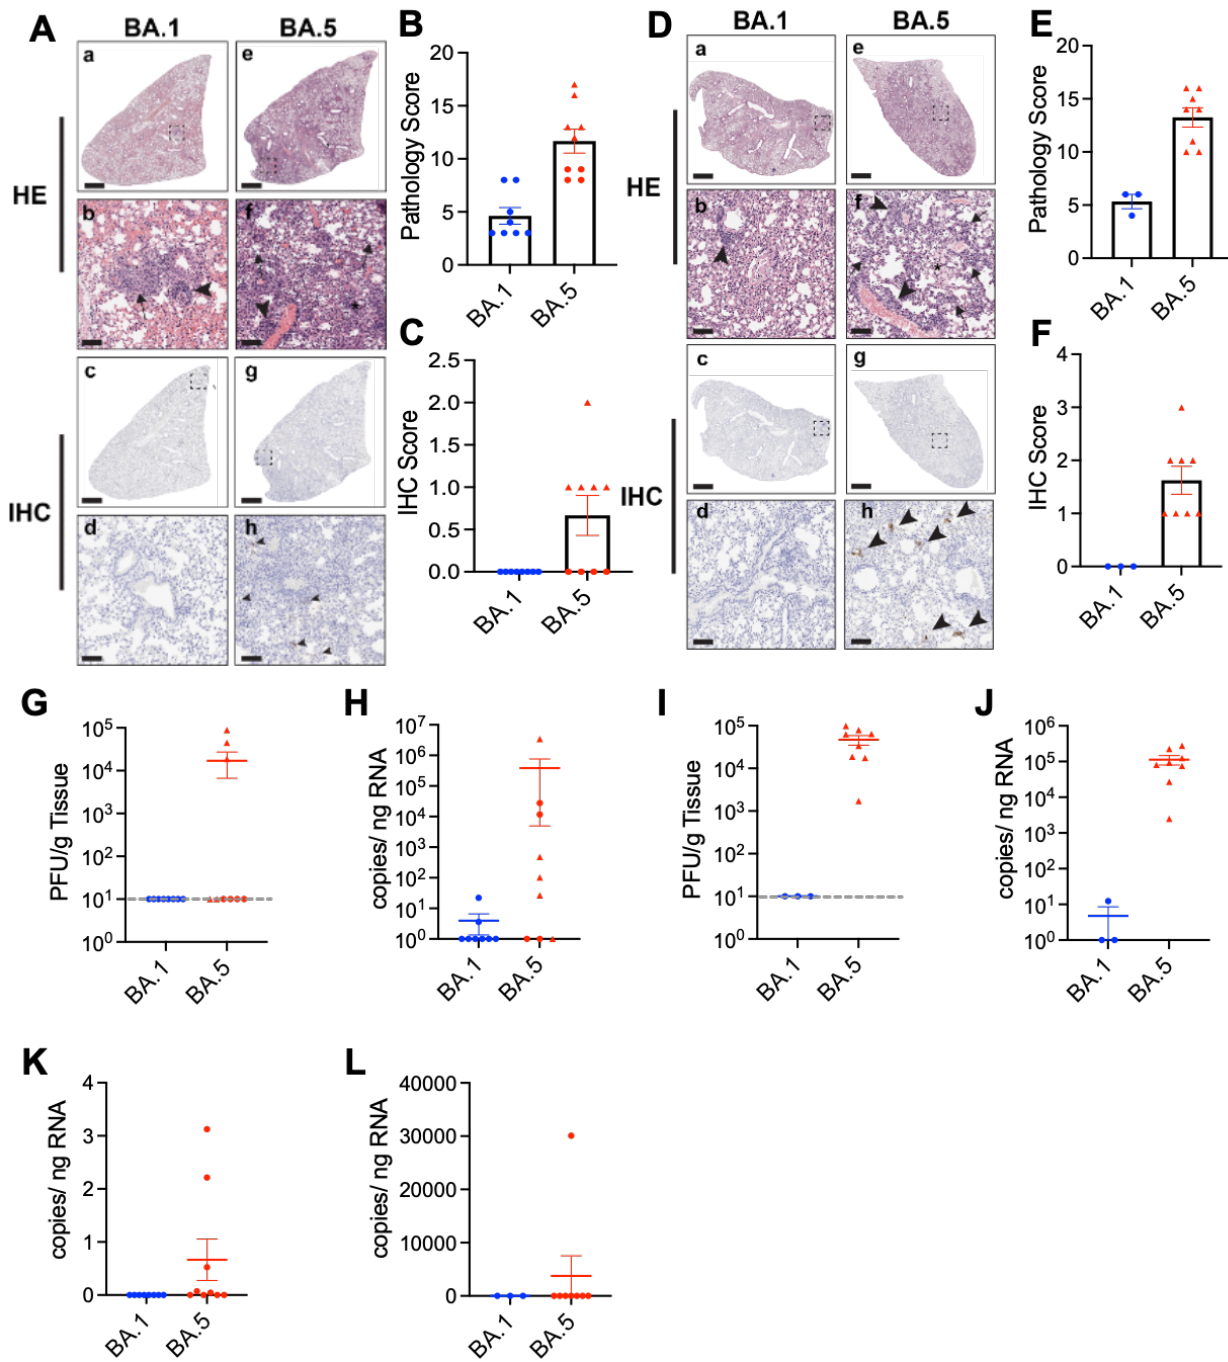 A
BA.1
BA.5
HE
IHC
a
e
b
f
c
g
d
h
B
Pathology Score
20
15
10
5
0
BA.1
BA.5
C
IHC Score
2.5
2.0
1.5
1.0
0.5
0.0
BA.1
BA.5
D
BA.1
BA.5
HE
IHC
a
e
b
f
c
g
d
h
E
Pathology Score
20
15
10
5
0
BA.1
BA.5
F
IHC Score
4
3
2
1
0
BA.1
BA.5
G
PFU/g Tissue
10⁵
10⁴
10³
10²
10¹
10⁰
BA.1
BA.5
H
copies/ ng RNA
10⁷
10⁶
10⁵
10⁴
10³
10²
10¹
10⁰
BA.1
BA.5
I
PFU/g Tissue
10⁵
10⁴
10³
10²
10¹
10⁰
BA.1
BA.5
J
copies/ ng RNA
10⁶
10⁵
10⁴
10³
10²
10¹
10⁰
BA.1
BA.5
K
copies/ ng RNA
4
3
2
1
0
BA.1
BA.5
L
copies/ ng RNA
40000
30000
20000
10000
0
BA.1
BA.5